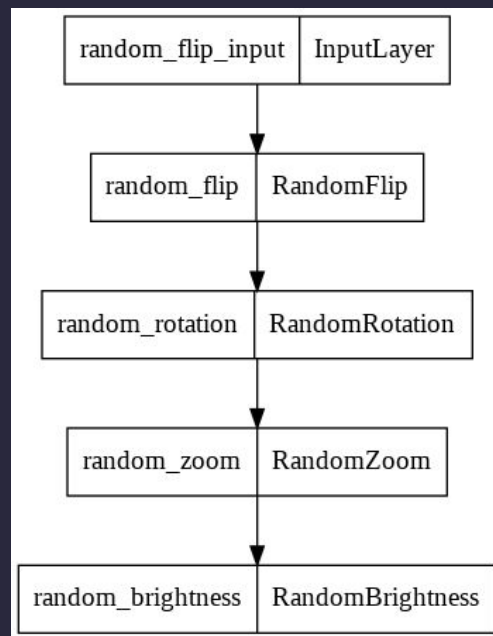 random_flip_input InputLayer
random_flip RandomFlip
random_rotation RandomRotation
random_zoom RandomZoom
random_brightness RandomBrightness